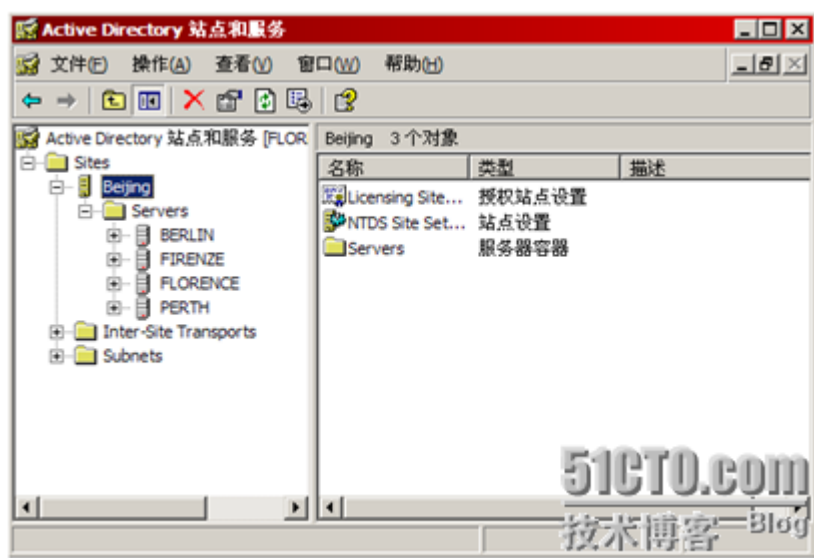 Active Directory 站点和服务
文件(F) 操作(A) 查看(V) 窗口(W) 帮助(H)
Active Directory 站点和服务 [FLOR
Sites
Beijing
Servers
BERLIN
FIRENZE
FLORENCE
PERTH
Inter-Site Transports
Subnets
Beijing 3 个对象
名称 类型 描述
Licensing Site... 授权站点设置
NTDS Site Set... 站点设置
Servers 服务器容器
51CTO.com
技术博客 Blog